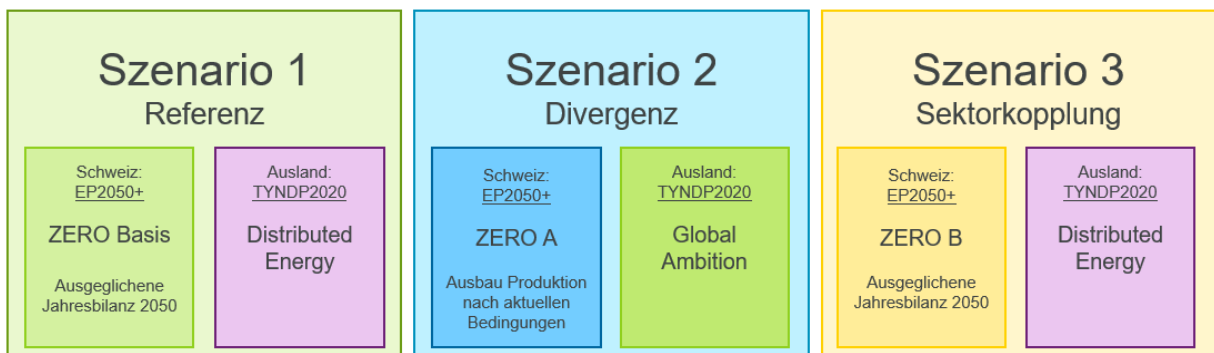 Szenario 1
Referenz
Schweiz:
EP2050+
ZERO Basis
Ausgeglichene
Jahresbilanz 2050
Ausland:
TYNDP2020
Distributed
Energy
Szenario 2
Divergenz
Schweiz:
EP2050+
ZERO A
Ausbau Produktion
nach aktuellen
Bedingungen
Ausland:
TYNDP2020
Global
Ambition
Szenario 3
Sektorkopplung
Schweiz:
EP2050+
ZERO B
Ausgeglichene
Jahresbilanz 2050
Ausland:
TYNDP2020
Distributed
Energy